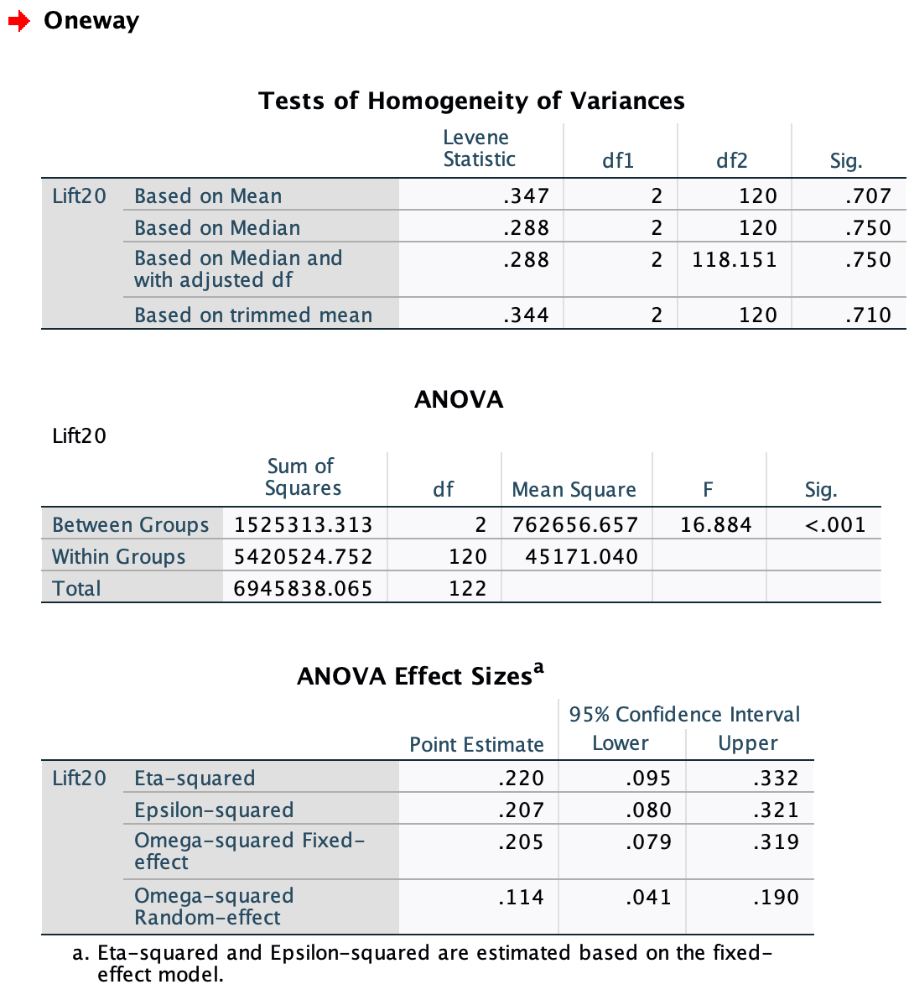 Oneway
Tests of Homogeneity of Variances
Levene
Statistic df1 df2 Sig.
Lift20 Based on Mean .347 2 120 .707
Based on Median .288 2 120 .750
Based on Median and
with adjusted df .288 2 118.151 .750
Based on trimmed mean .344 2 120 .710
ANOVA
Lift20
Sum of
Squares df Mean Square F Sig.
Between Groups 1525313.313 2 762656.657 16.884 <.001
Within Groups 5420524.752 120 45171.040
Total 6945838.065 122
ANOVA Effect Sizesa
95% Confidence Interval
Point Estimate Lower Upper
Lift20 Eta-squared .220 .095 .332
Epsilon-squared .207 .080 .321
Omega-squared Fixed-
effect .205 .079 .319
Omega-squared
Random-effect .114 .041 .190
a. Eta-squared and Epsilon-squared are estimated based on the fixed-
effect model.